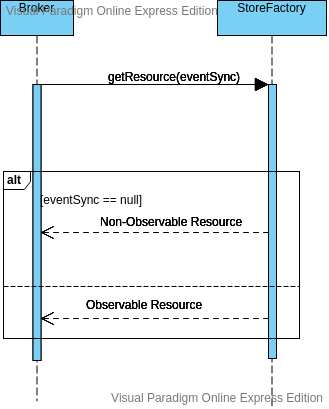 Visual Paradigm Online Express Edition
Broker
StoreFactory
getResource(eventSync)
alt
[eventSync == null]
Non-Observable Resource
Observable Resource
Visual Paradigm Online Express Edition